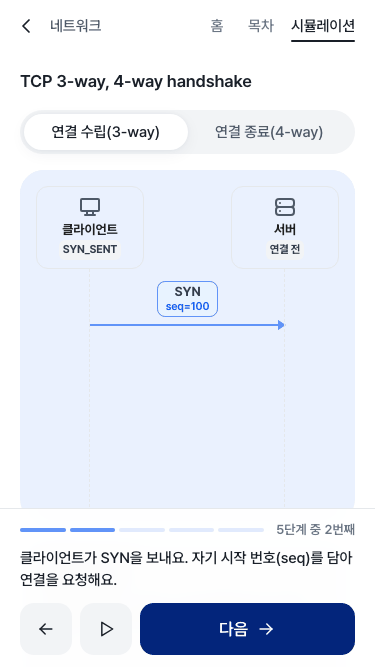 네트워크
홈
목차
시뮬레이션
TCP 3-way, 4-way handshake
연결 수립(3-way)
연결 종료(4-way)
클라이언트
SYN_SENT
서버
연결 전
SYN
seq=100
5단계 중 2번째
클라이언트가 SYN을 보내요. 자기 시작 번호(seq)를 담아
연결을 요청해요.
다음